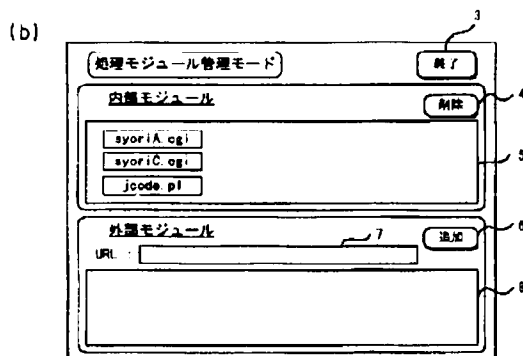 (b)
3
処理モジュール管理モード
終了
4
内部モジュール
削除
syoriA.cgi
5
syoriC.cgi
jcode.pl
6
外部モジュール
追加
URL :
7
8